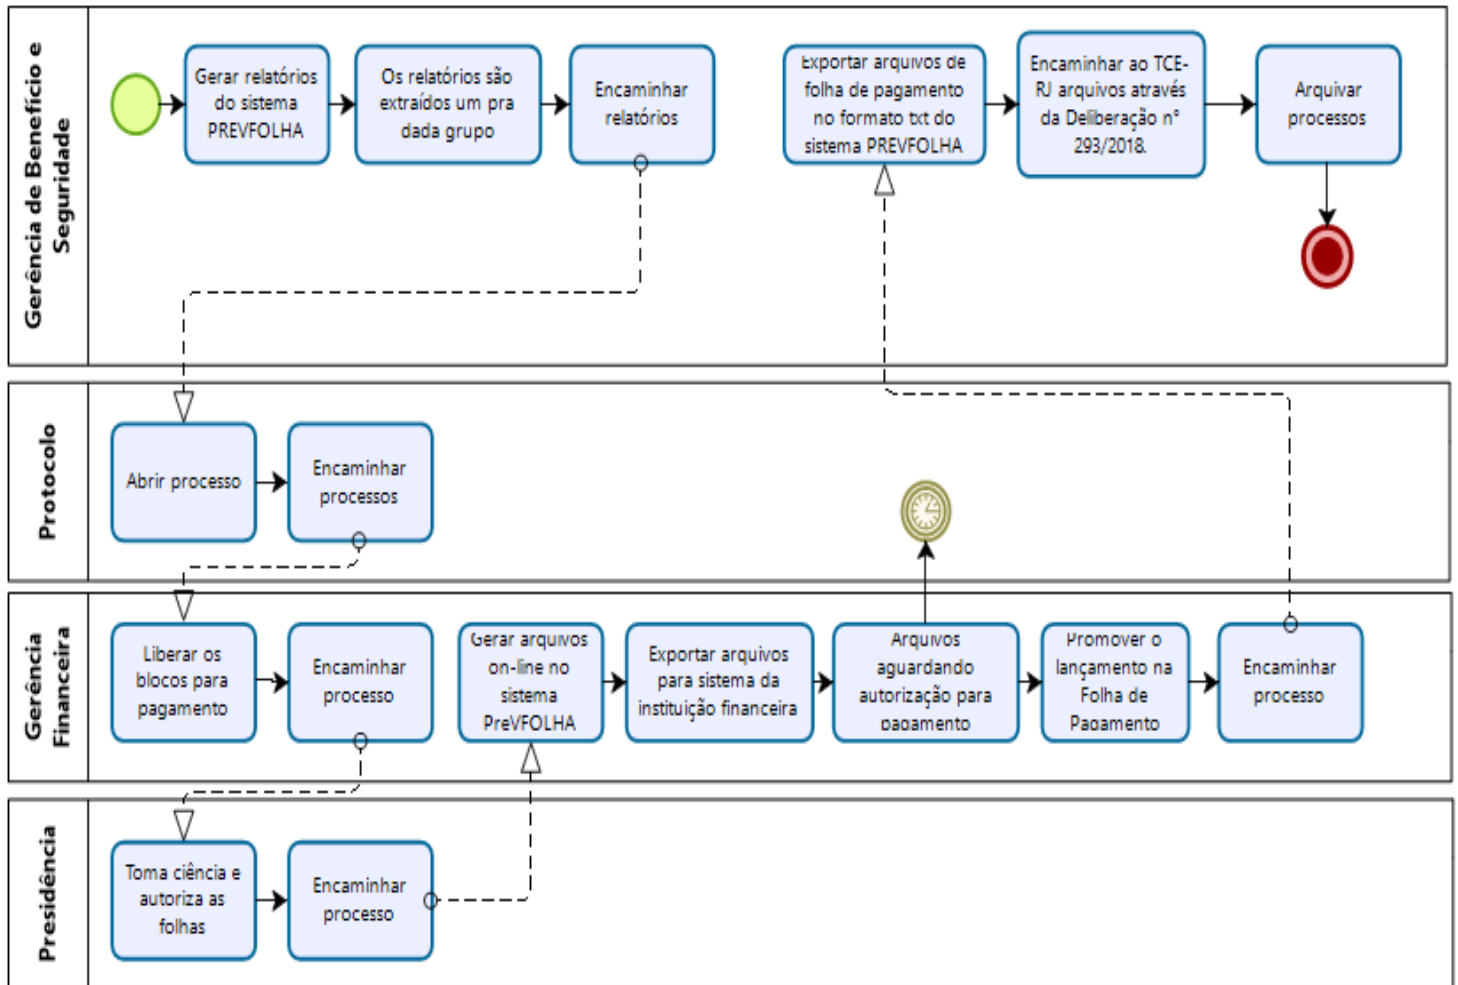 Gerência de Benefício e
Seguridade
Gerar relatórios
do sistema
PREVFOLHA
Os relatórios são
extraídos um pra
dada grupo
Encaminhar
relatórios
Exportar arquivos de
folha de pagamento
no formato txt do
sistema PREVFOLHA
Encaminhar ao TCE-
RJ arquivos através
da Deliberação n°
293/2018.
Arquivar
processos
Protocolo
Abrir processo
Encaminhar
processos
Gerência
Financeira
Liberar os
blocos para
pagamento
Encaminhar
processo
Gerar arquivos
on-line no
sistema
PreVFOLHA
Exportar arquivos
para sistema da
instituição financeira
Arquivos
aguardando
autorização para
pagamento
Promover o
lançamento na
Folha de
Pagamento
Encaminhar
processo
Presidência
Toma ciência e
autoriza as
folhas
Encaminhar
processo